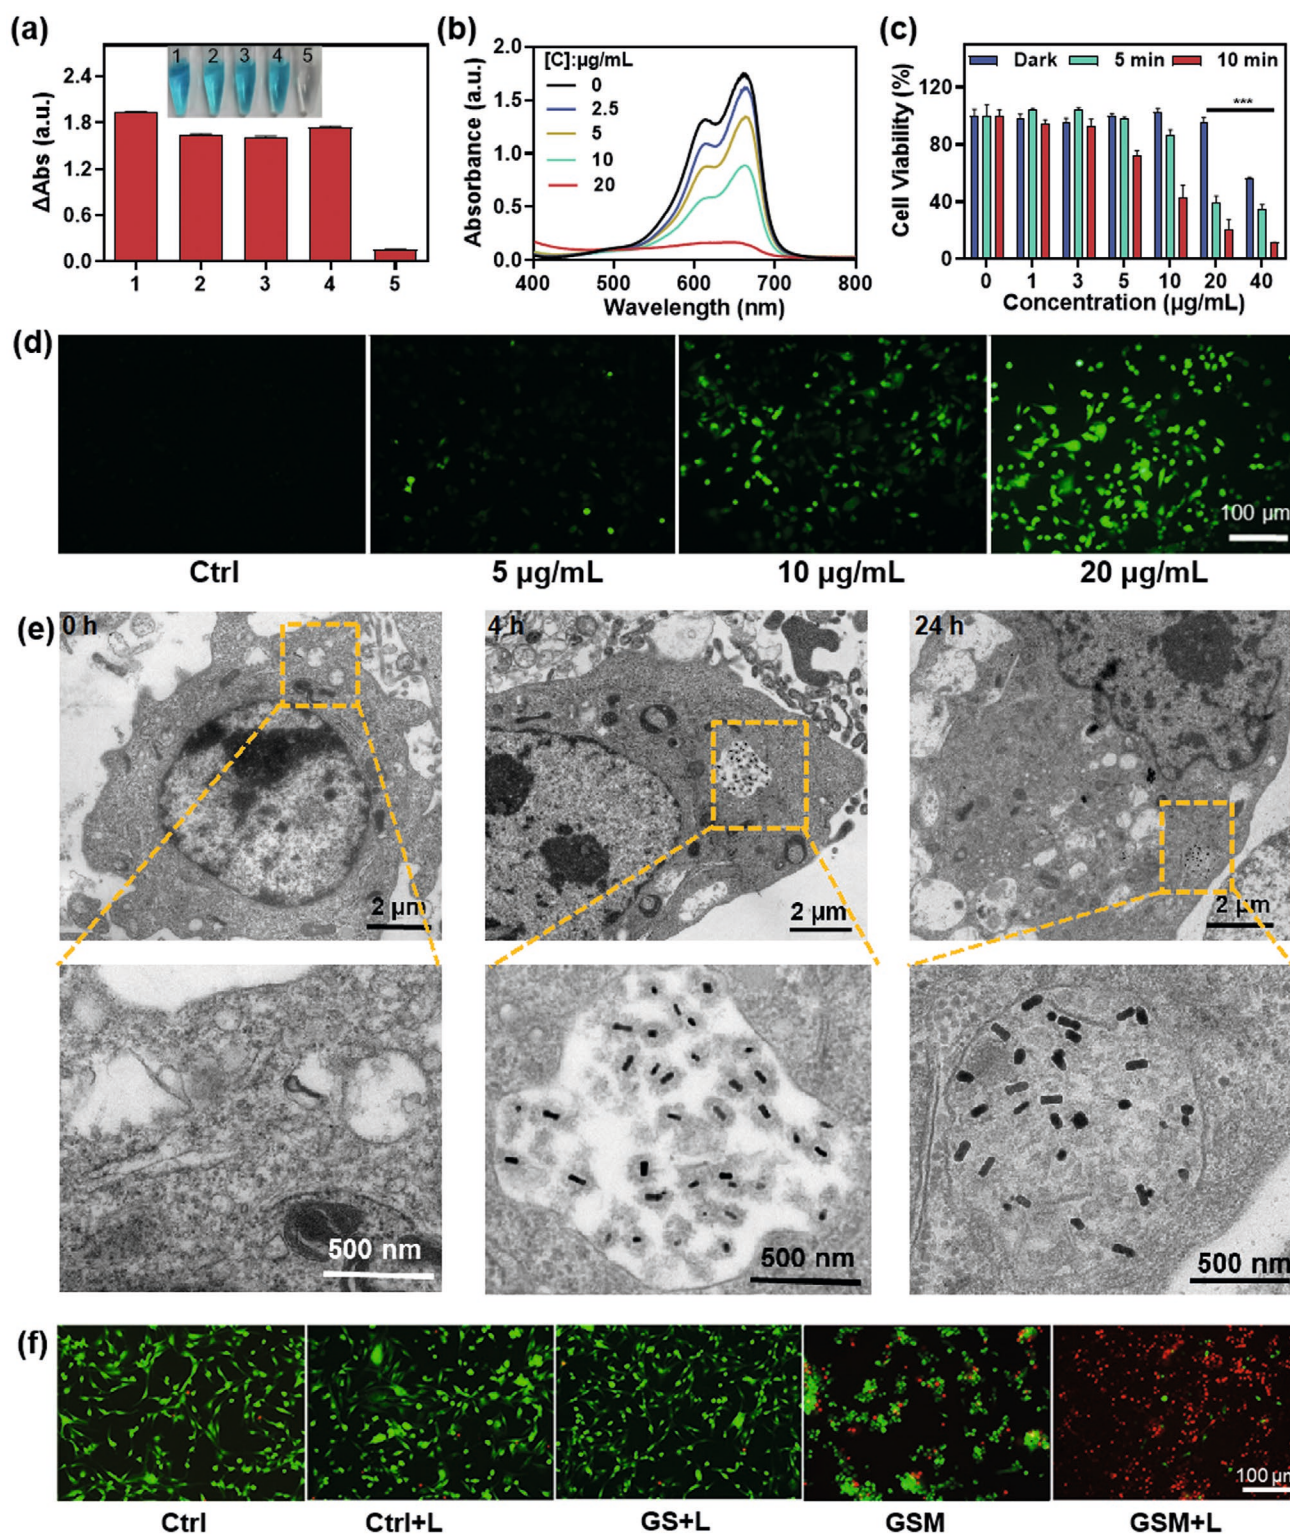 (a)
ΔAbs (a.u.)
2.4
1.8
1.2
0.6
0.0
1 2 3 4 5
1 2 3 4 5
(b)
Absorbance (a.u.)
2.0
1.5
1.0
0.5
0.0
[C]:μg/mL
0
2.5
5
10
20
400 500 600 700 800
Wavelength (nm)
(c)
Cell Viability (%)
120
80
40
0
Dark 5 min 10 min
***
0 1 3 5 10 20 40
Concentration (μg/mL)
(d)
100 μm
Ctrl 5 μg/mL 10 μg/mL 20 μg/mL
(e)
0 h 4 h 24 h
2 μm 2 μm 2 μm
500 nm 500 nm 500 nm
(f)
100 μm
Ctrl Ctrl+L GS+L GSM GSM+L